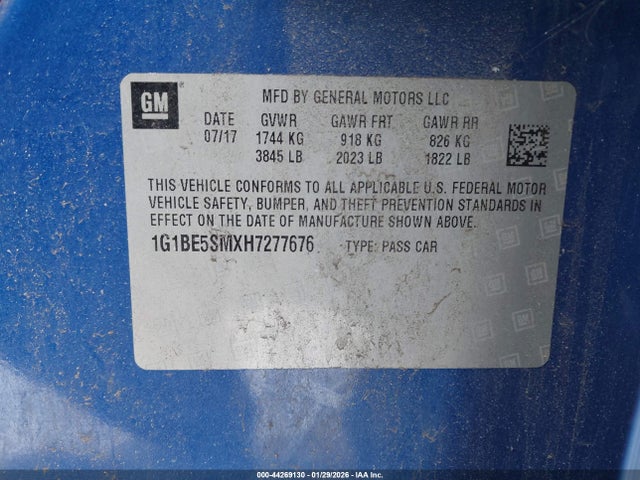 GM
MFD BY GENERAL MOTORS LLC
DATE GVWR GAWR FRT GAWR RR
07/17 1744 KG 918 KG 826 KG
3845 LB 2023 LB 1822 LB
THIS VEHICLE CONFORMS TO ALL APPLICABLE U.S. FEDERAL MOTOR
VEHICLE SAFETY, BUMPER, AND THEFT PREVENTION STANDARDS IN
EFFECT ON THE DATE OF MANUFACTURE SHOWN ABOVE.
1G1BE5SMXH7277676 TYPE: PASS CAR
000-44269130 - 01/29/2026 - IAA Inc.